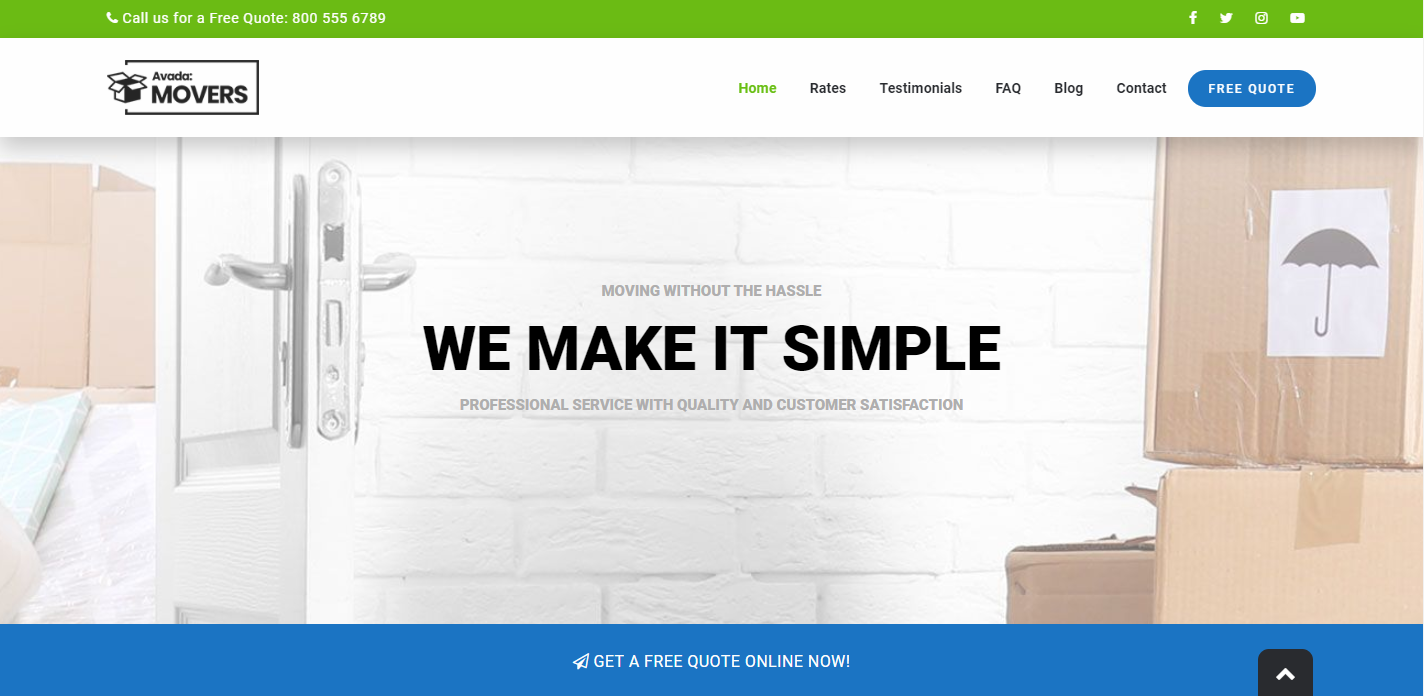 Call us for a Free Quote: 800 555 6789
Avada:
MOVERS
Home Rates Testimonials FAQ Blog Contact FREE QUOTE
MOVING WITHOUT THE HASSLE
WE MAKE IT SIMPLE
PROFESSIONAL SERVICE WITH QUALITY AND CUSTOMER SATISFACTION
GET A FREE QUOTE ONLINE NOW!